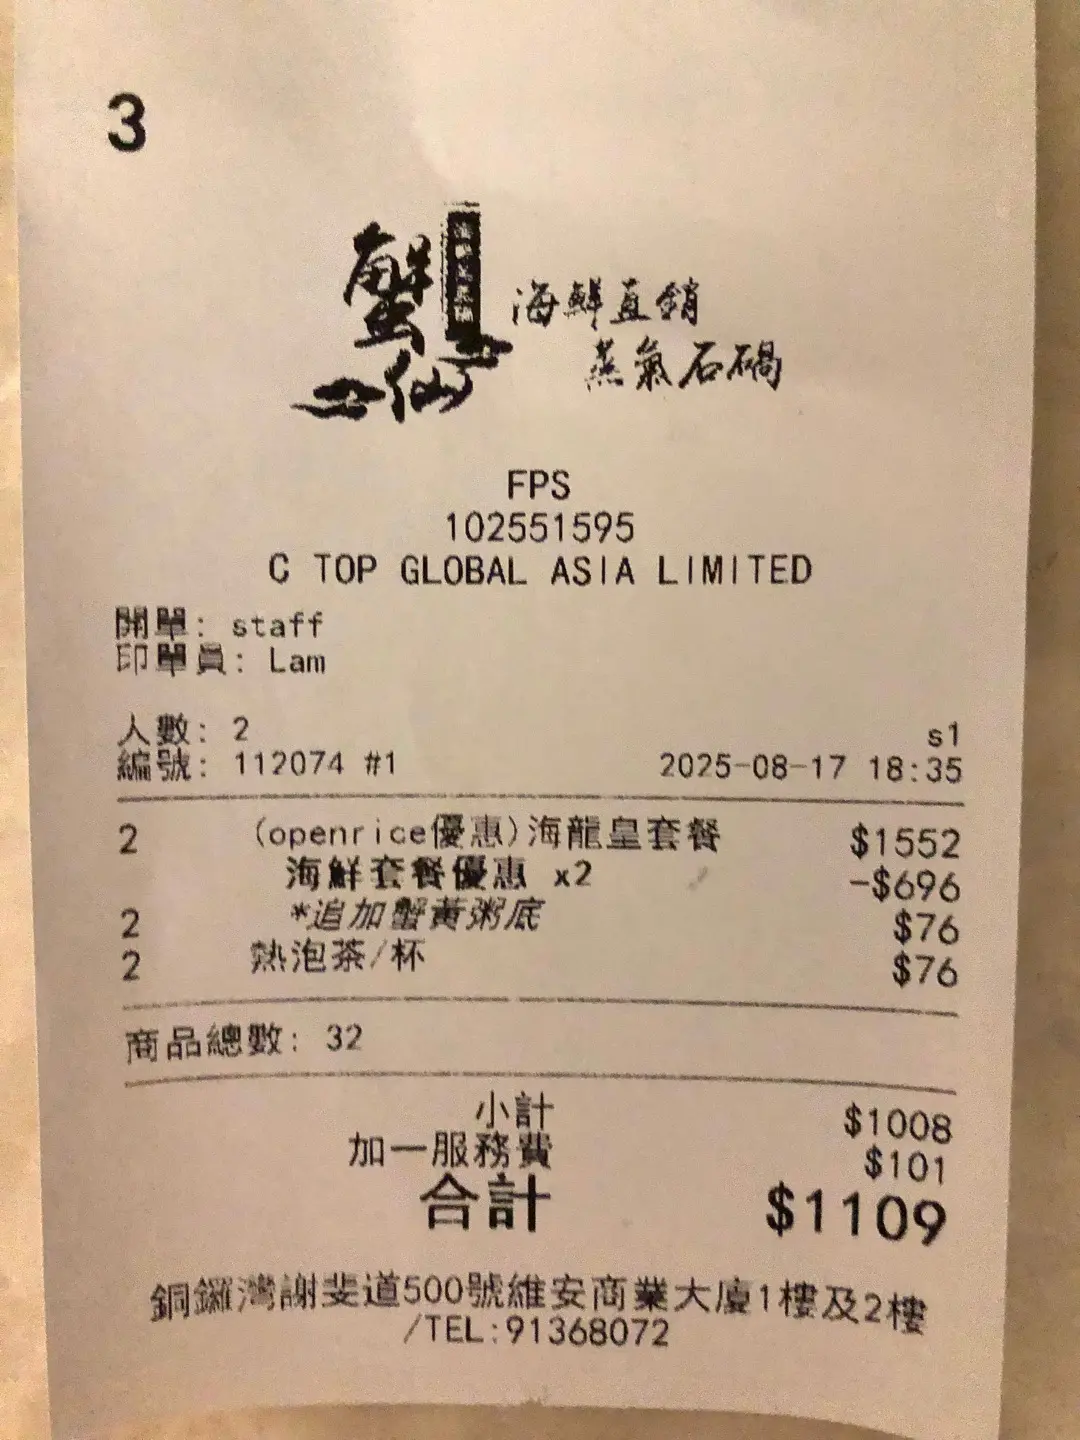 3
蟹仙
海鮮直銷
蒸氣石鍋
FPS
102551595
C TOP GLOBAL ASIA LIMITED
開單: staff
印單員: Lam
人數: 2
s1
編號: 112074 #1 2025-08-17 18:35
2 (openrice優惠)海龍皇套餐 $1552
海鮮套餐優惠 x2 -$696
2 *追加蟹黃粥底 $76
2 熱泡茶/杯 $76
商品總數: 32
小計 $1008
加一服務費 $101
合計 $1109
銅鑼灣謝斐道500號維安商業大廈1樓及2樓
/TEL:91368072